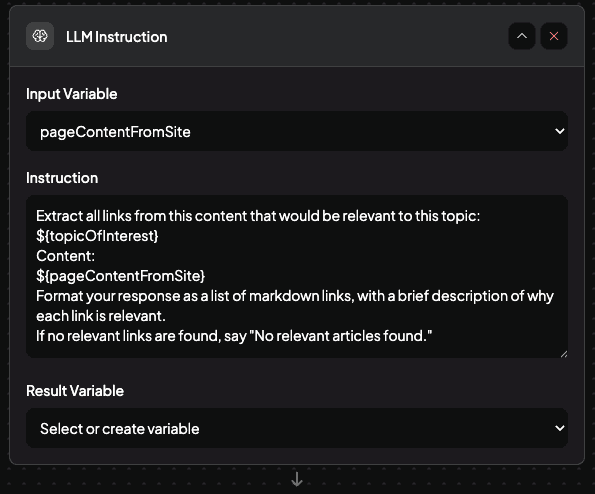 LLM Instruction
Input Variable
pageContentFromSite
Instruction
Extract all links from this content that would be relevant to this topic:
${topicOfInterest}
Content:
${pageContentFromSite}
Format your response as a list of markdown links, with a brief description of why
each link is relevant.
If no relevant links are found, say "No relevant articles found."
Result Variable
Select or create variable